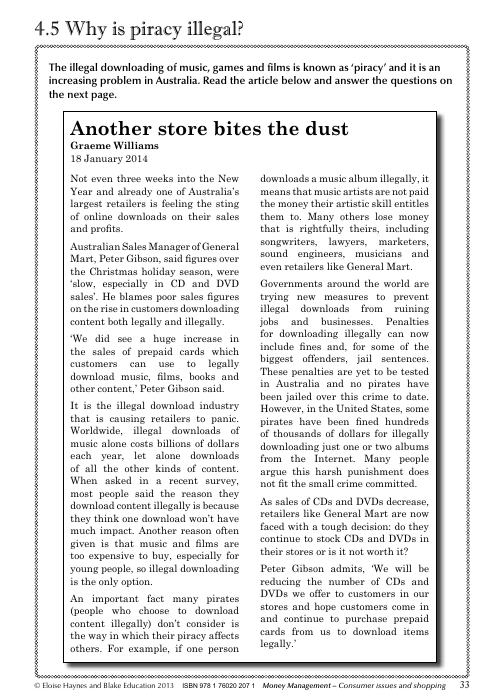 4.5 Why is piracy illegal?
The illegal downloading of music, games and films is known as ‘piracy’ and it is an
increasing problem in Australia. Read the article below and answer the questions on
the next page.
Another store bites the dust
Graeme Williams
18 January 2014
Not even three weeks into the New
Year and already one of Australia’s
largest retailers is feeling the sting
of online downloads on their sales
and profits.
Australian Sales Manager of General
Mart, Peter Gibson, said figures over
the Christmas holiday season, were
‘slow, especially in CD and DVD
sales’. He blames poor sales figures
on the rise in customers downloading
content both legally and illegally.
‘We did see a huge increase in
the sales of prepaid cards which
customers can use to legally
download music, films, books and
other content,’ Peter Gibson said.
It is the illegal download industry
that is causing retailers to panic.
Worldwide, illegal downloads of
music alone costs billions of dollars
each year, let alone downloads
of all the other kinds of content.
When asked in a recent survey,
most people said the reason they
download content illegally is because
they think one download won’t have
much impact. Another reason often
given is that music and films are
too expensive to buy, especially for
young people, so illegal downloading
is the only option.
An important fact many pirates
(people who choose to download
content illegally) don’t consider is
the way in which their piracy affects
others. For example, if one person
downloads a music album illegally, it
means that music artists are not paid
the money their artistic skill entitles
them to. Many others lose money
that is rightfully theirs, including
songwriters, lawyers, marketers,
sound engineers, musicians and
even retailers like General Mart.
Governments around the world are
trying new measures to prevent
illegal downloads from ruining
jobs and businesses. Penalties
for downloading illegally can now
include fines and, for some of the
biggest offenders, jail sentences.
These penalties are yet to be tested
in Australia and no pirates have
been jailed over this crime to date.
However, in the United States, some
pirates have been fined hundreds
of thousands of dollars for illegally
downloading just one or two albums
from the Internet. Many people
argue this harsh punishment does
not fit the small crime committed.
As sales of CDs and DVDs decrease,
retailers like General Mart are now
faced with a tough decision: do they
continue to stock CDs and DVDs in
their stores or is it not worth it?
Peter Gibson admits, ‘We will be
reducing the number of CDs and
DVDs we offer to customers in our
stores and hope customers come in
and continue to purchase prepaid
cards from us to download items
legally.’
© Eloise Haynes and Blake Education 2013 ISBN 978 1 76020 207 1 Money Management – Consumer issues and shopping 33